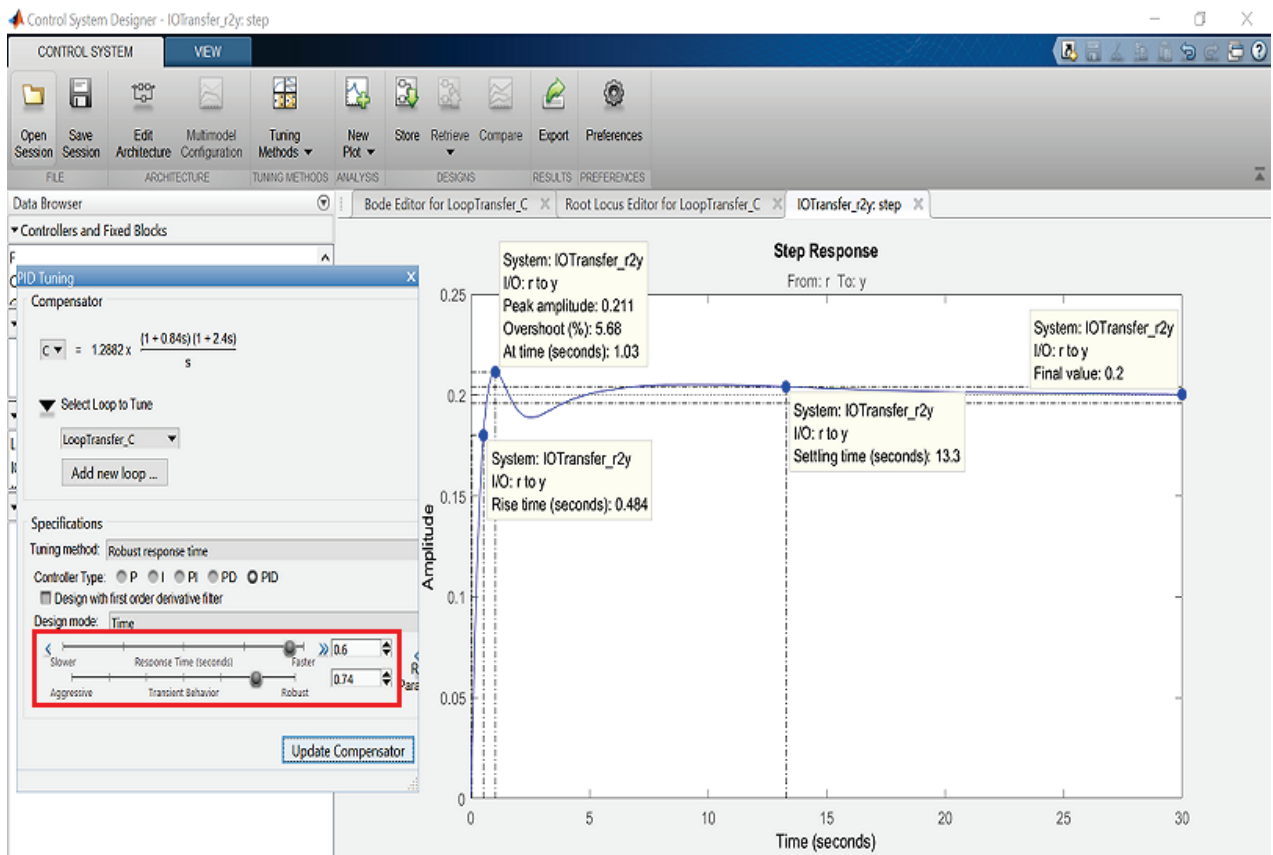 Control System Designer - IOTransfer_r2y: step
CONTROL SYSTEM
VIEW
Open Session
Save Session
Edit Architecture
Multimodel Configuration
Tuning Methods
New Plot
Store
Retrieve
Compare
Export
Preferences
FILE
ARCHITECTURE
TUNING METHODS
ANALYSIS
DESIGNS
RESULTS
PREFERENCES
Data Browser
Bode Editor for LoopTransfer_C
Root Locus Editor for LoopTransfer_C
IOTransfer_r2y: step
Controllers and Fixed Blocks
PID Tuning
Compensator
C = 1.2882 x (1 + 0.84s) (1 + 2.4s)
s
Select Loop to Tune
LoopTransfer_C
Add new loop ...
Specifications
Tuning method: Robust response time
Controller Type: P I PI PD PID
Design with first order derivative filter
Design mode: Time
0.6
Slower Response Time (seconds) Faster
0.74
Aggressive Transient Behavior Robust
Update Compensator
Step Response
From: r To: y
System: IOTransfer_r2y
I/O: r to y
Peak amplitude: 0.211
Overshoot (%): 5.68
At time (seconds): 1.03
System: IOTransfer_r2y
I/O: r to y
Final value: 0.2
System: IOTransfer_r2y
I/O: r to y
Settling time (seconds): 13.3
System: IOTransfer_r2y
I/O: r to y
Rise time (seconds): 0.484
Amplitude
0.25
0.2
0.15
0.1
0.05
0
0 5 10 15 20 25 30
Time (seconds)